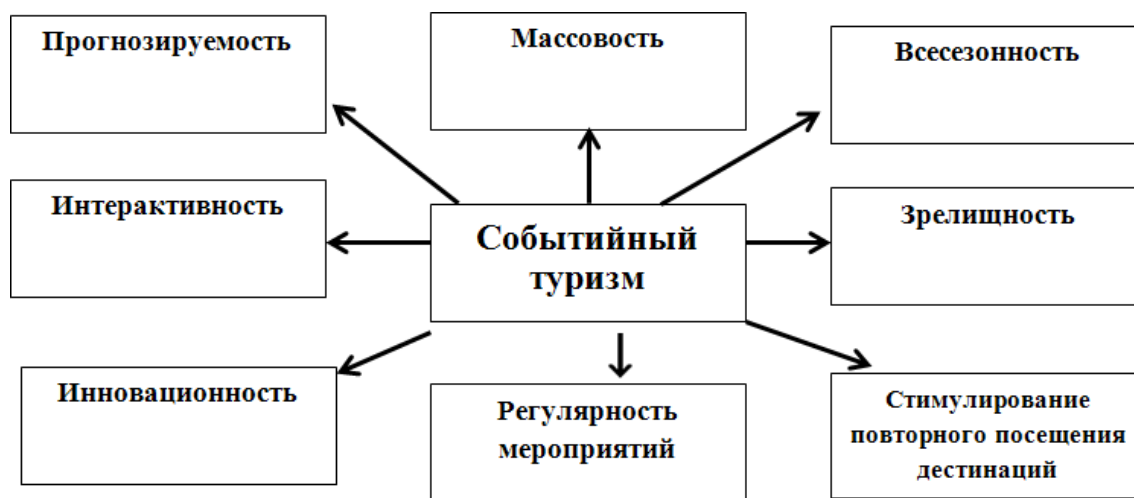 Прогнозируемость
Массовость
Всесезонность
Интерактивность
Событийный
туризм
Зрелищность
Инновационность
Регулярность
мероприятий
Стимулирование
повторного посещения
дестинаций